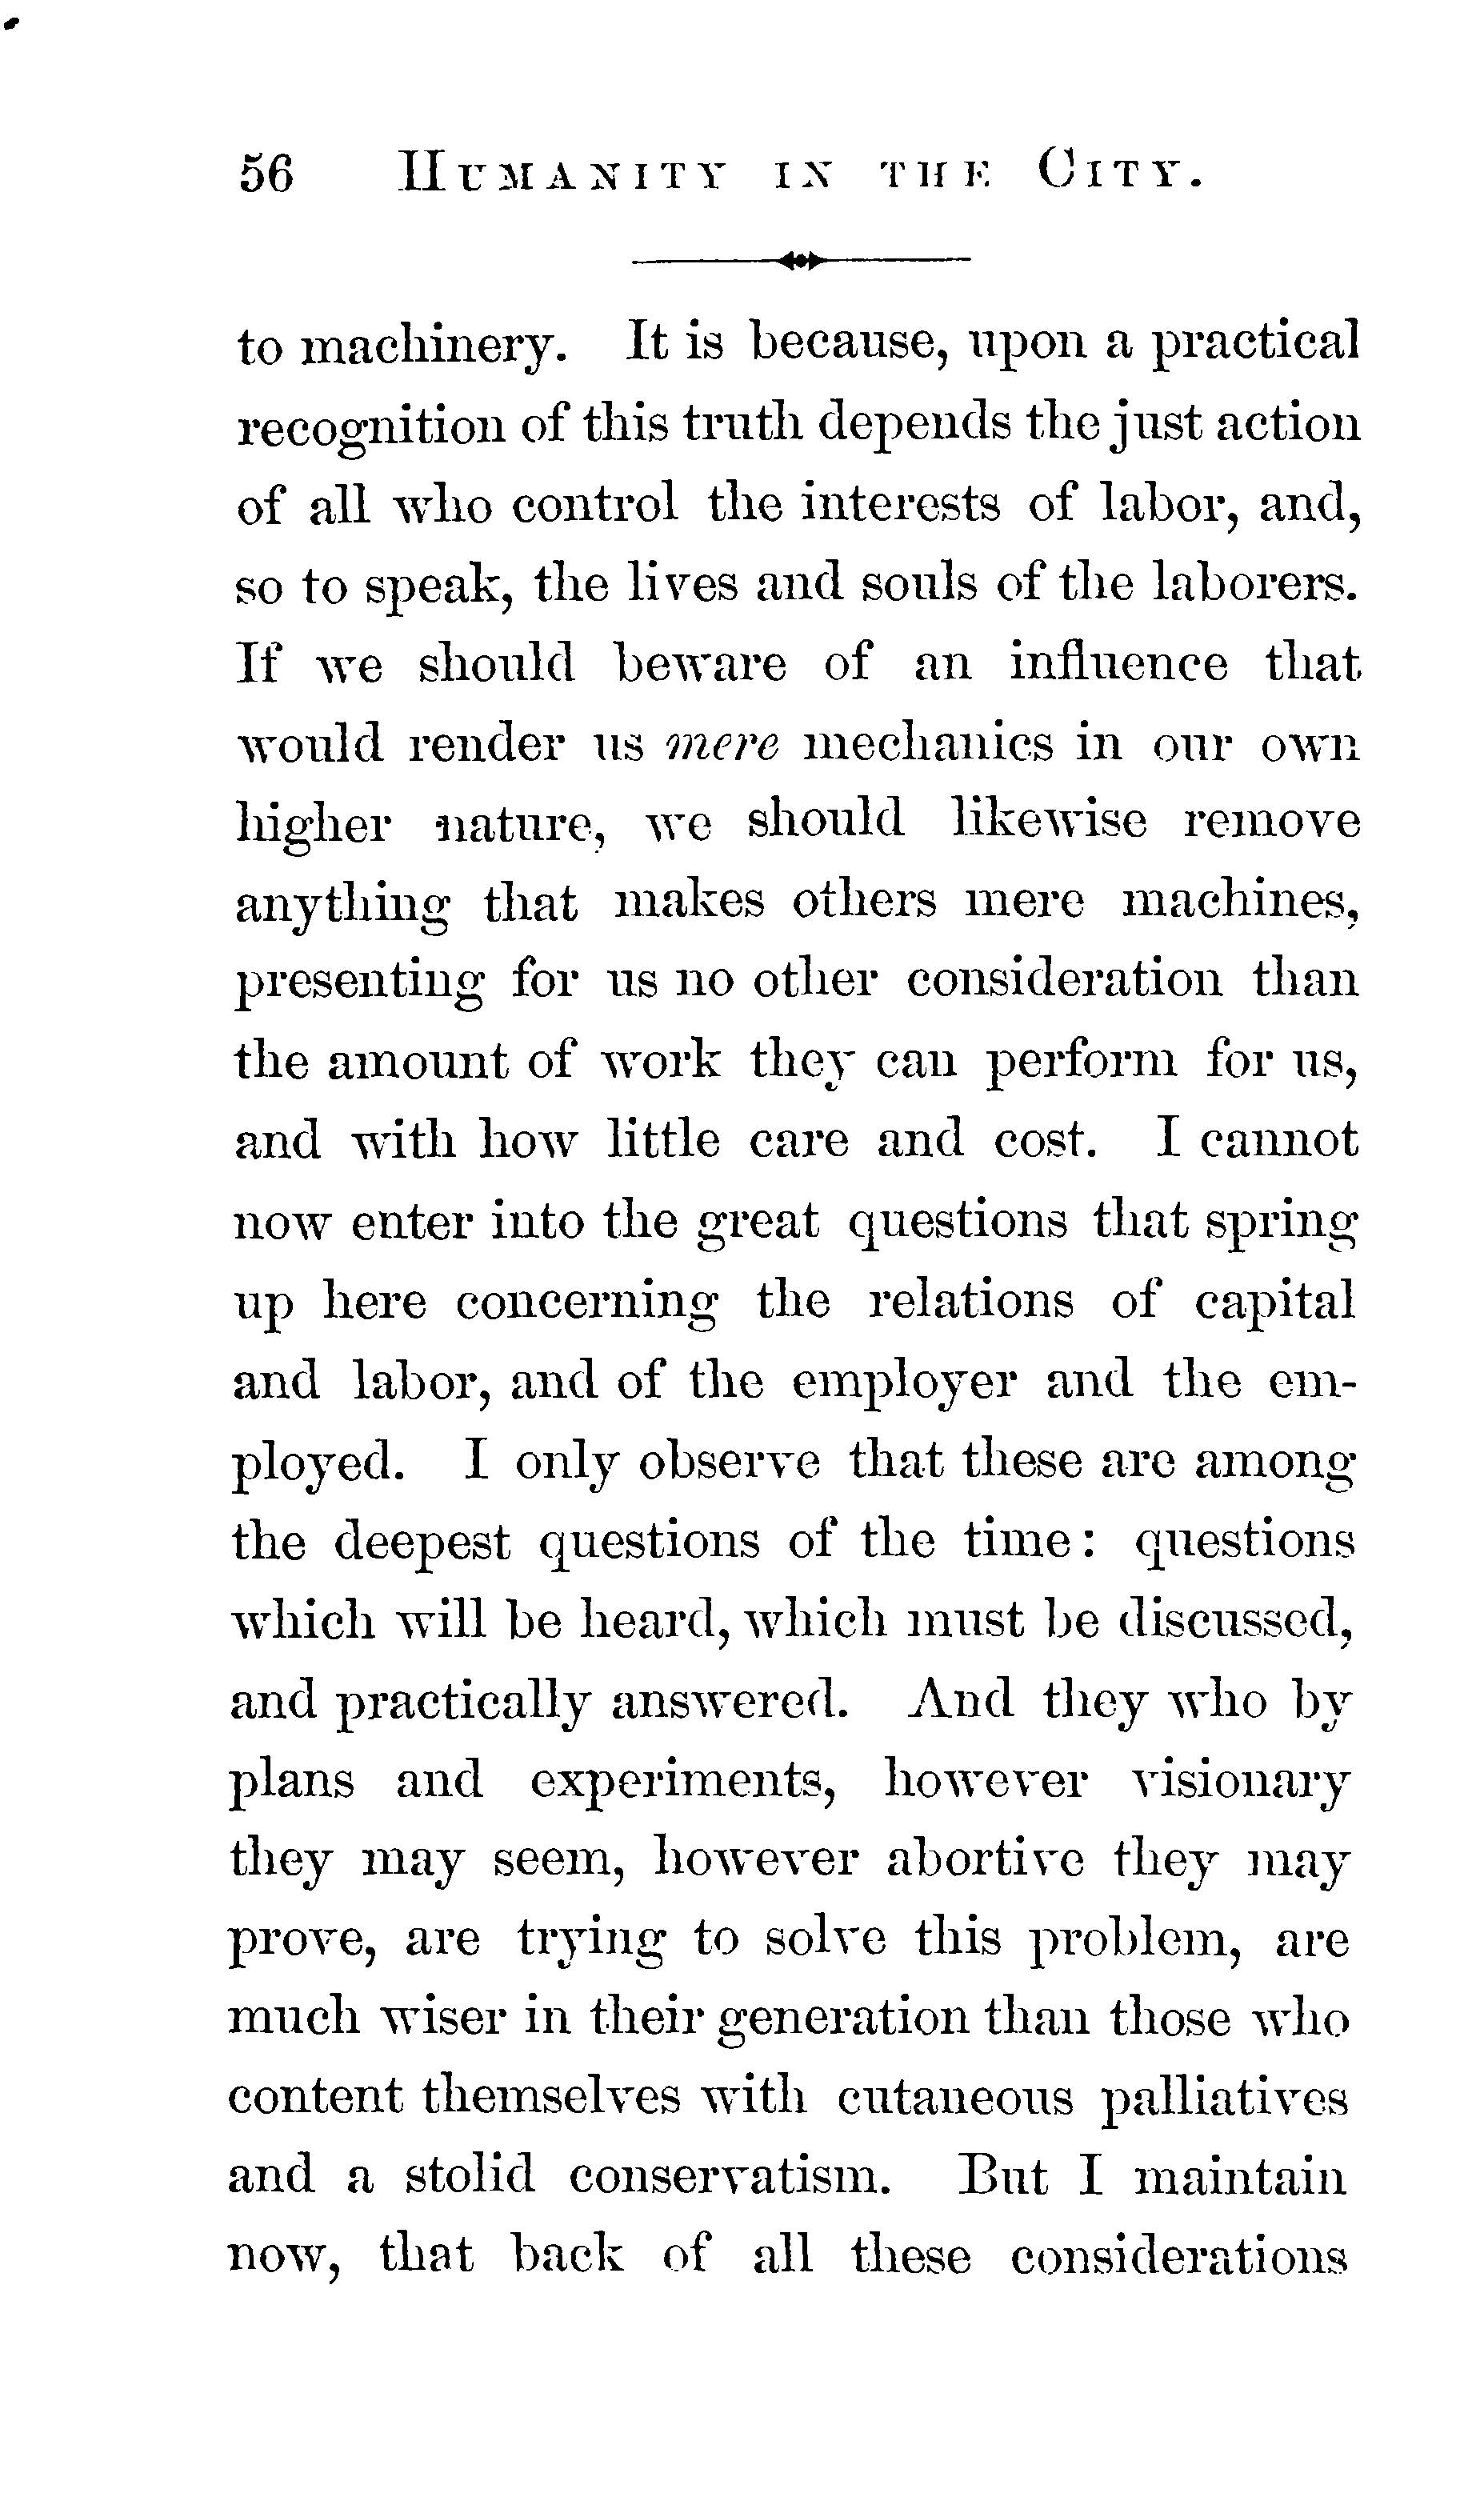 56 HUMANITY IN THE CITY.
to machinery. It is because, upon a practical
recognition of this truth depends the just action
of all who control the interests of labor, and,
so to speak, the lives and souls of the laborers.
If we should beware of an influence that
would render us mere mechanics in our own
higher nature, we should likewise remove
anything that makes others mere machines,
presenting for us no other consideration than
the amount of work they can perform for us,
and with how little care and cost. I cannot
now enter into the great questions that spring
up here concerning the relations of capital
and labor, and of the employer and the em-
ployed. I only observe that these are among
the deepest questions of the time: questions
which will be heard, which must be discussed,
and practically answered. And they who by
plans and experiments, however visionary
they may seem, however abortive they may
prove, are trying to solve this problem, are
much wiser in their generation than those who
content themselves with cutaneous palliatives
and a stolid conservatism. But I maintain
now, that back of all these considerations